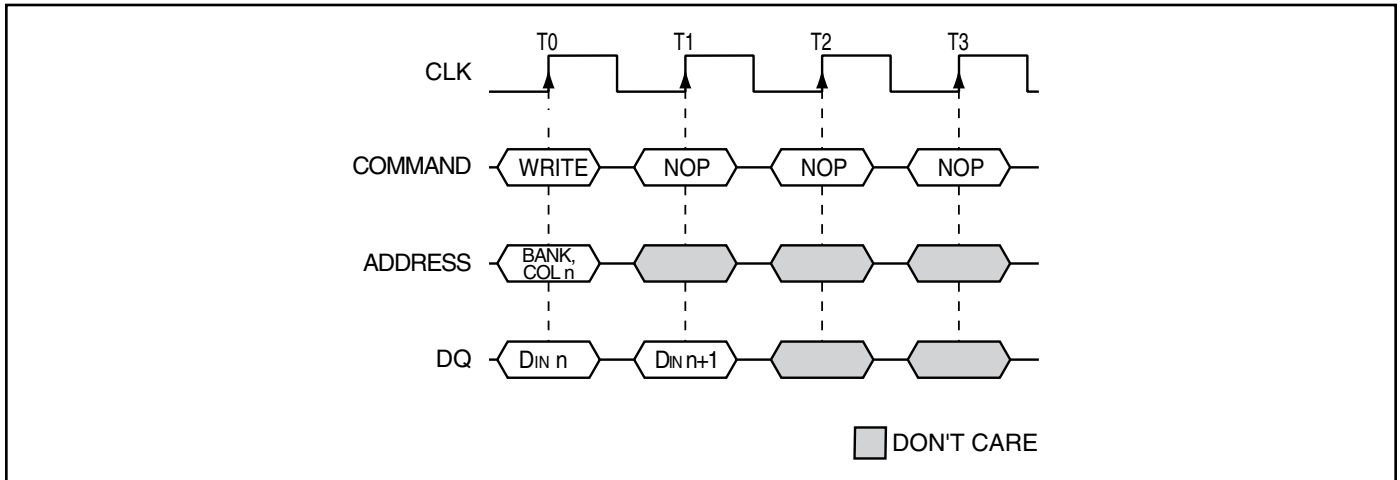 T0 T1 T2 T3
CLK
COMMAND WRITE NOP NOP NOP
ADDRESS BANK,
COL n
DQ DIN n DIN n+1
DON'T CARE